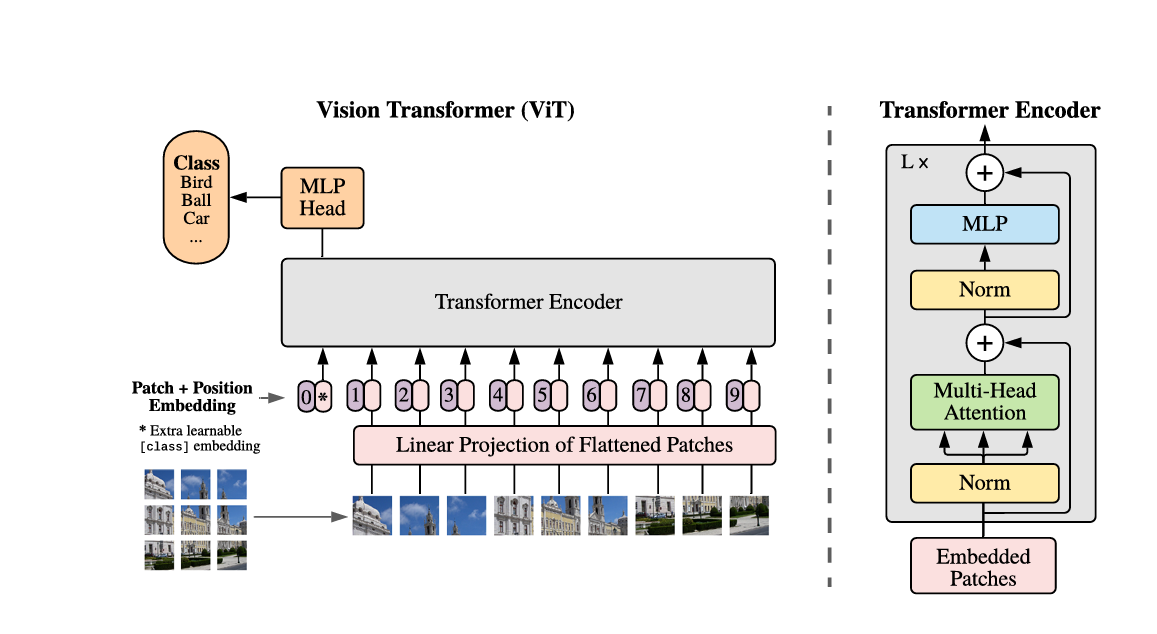 Vision Transformer (ViT)
Class
Bird
Ball
Car
...
MLP
Head
Transformer Encoder
Patch + Position
Embedding
0 * 1 2 3 4 5 6 7 8 9
* Extra learnable
[class] embedding
Linear Projection of Flattened Patches
Transformer Encoder
L x
+
MLP
Norm
+
Multi-Head
Attention
Norm
Embedded
Patches